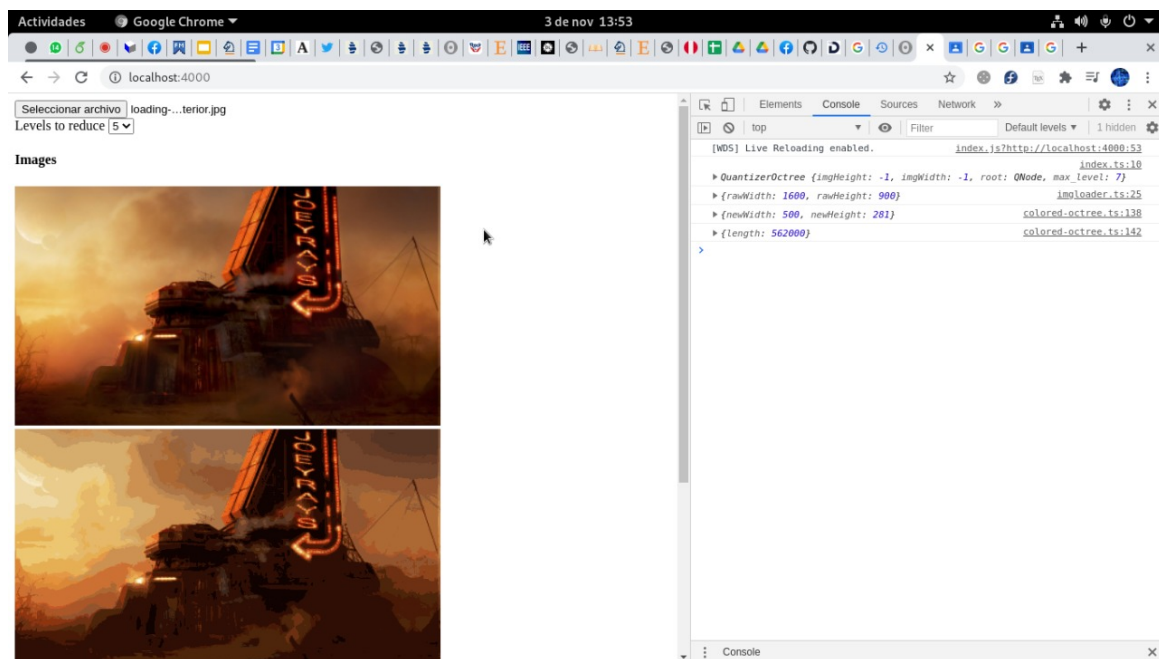 Actividades Google Chrome 3 de nov 13:53
localhost:4000
Seleccionar archivo loading-...terior.jpg
Levels to reduce 5
Images
JOEYRAYS
JOEYRAYS
Elements Console Sources Network »
top Filter Default levels 1 hidden
[WDS] Live Reloading enabled. index.js?http://localhost:4000:53
index.ts:10
QuantizerOctree {imgHeight: -1, imgWidth: -1, root: QNode, max_level: 7}
{rawWidth: 1600, rawHeight: 900} imgloader.ts:25
{newWidth: 500, newHeight: 281} colored-octree.ts:138
{length: 562000} colored-octree.ts:142
>
Console